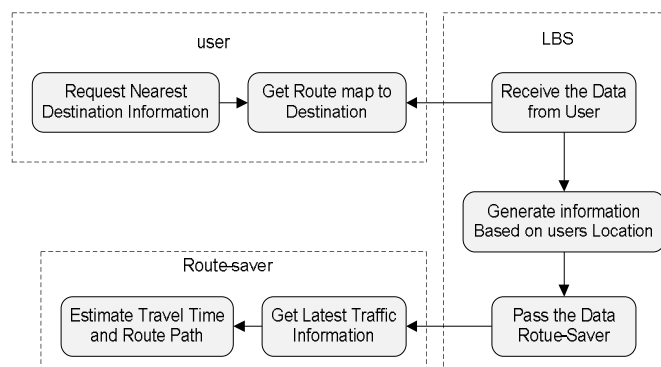 user
LBS
Request Nearest
Destination Information
Get Route map to
Destination
Receive the Data
from User
Generate information
Based on users Location
Route-saver
Estimate Travel Time
and Route Path
Get Latest Traffic
Information
Pass the Data
Rotue-Saver